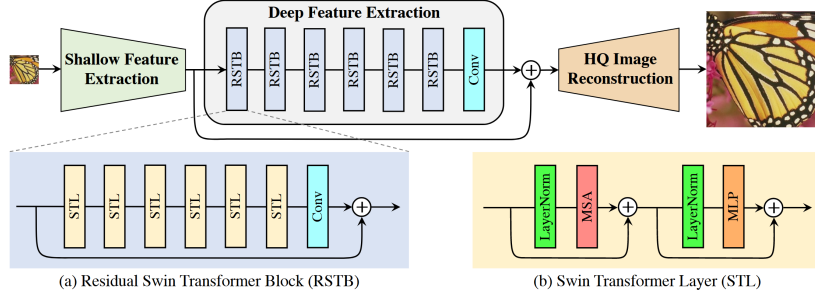 Deep Feature Extraction
Shallow Feature
Extraction
RSTB
RSTB
RSTB
RSTB
RSTB
RSTB
Conv
HQ Image
Reconstruction
STL
STL
STL
STL
STL
STL
Conv
LayerNorm
MSA
LayerNorm
MLP
(a) Residual Swin Transformer Block (RSTB)
(b) Swin Transformer Layer (STL)